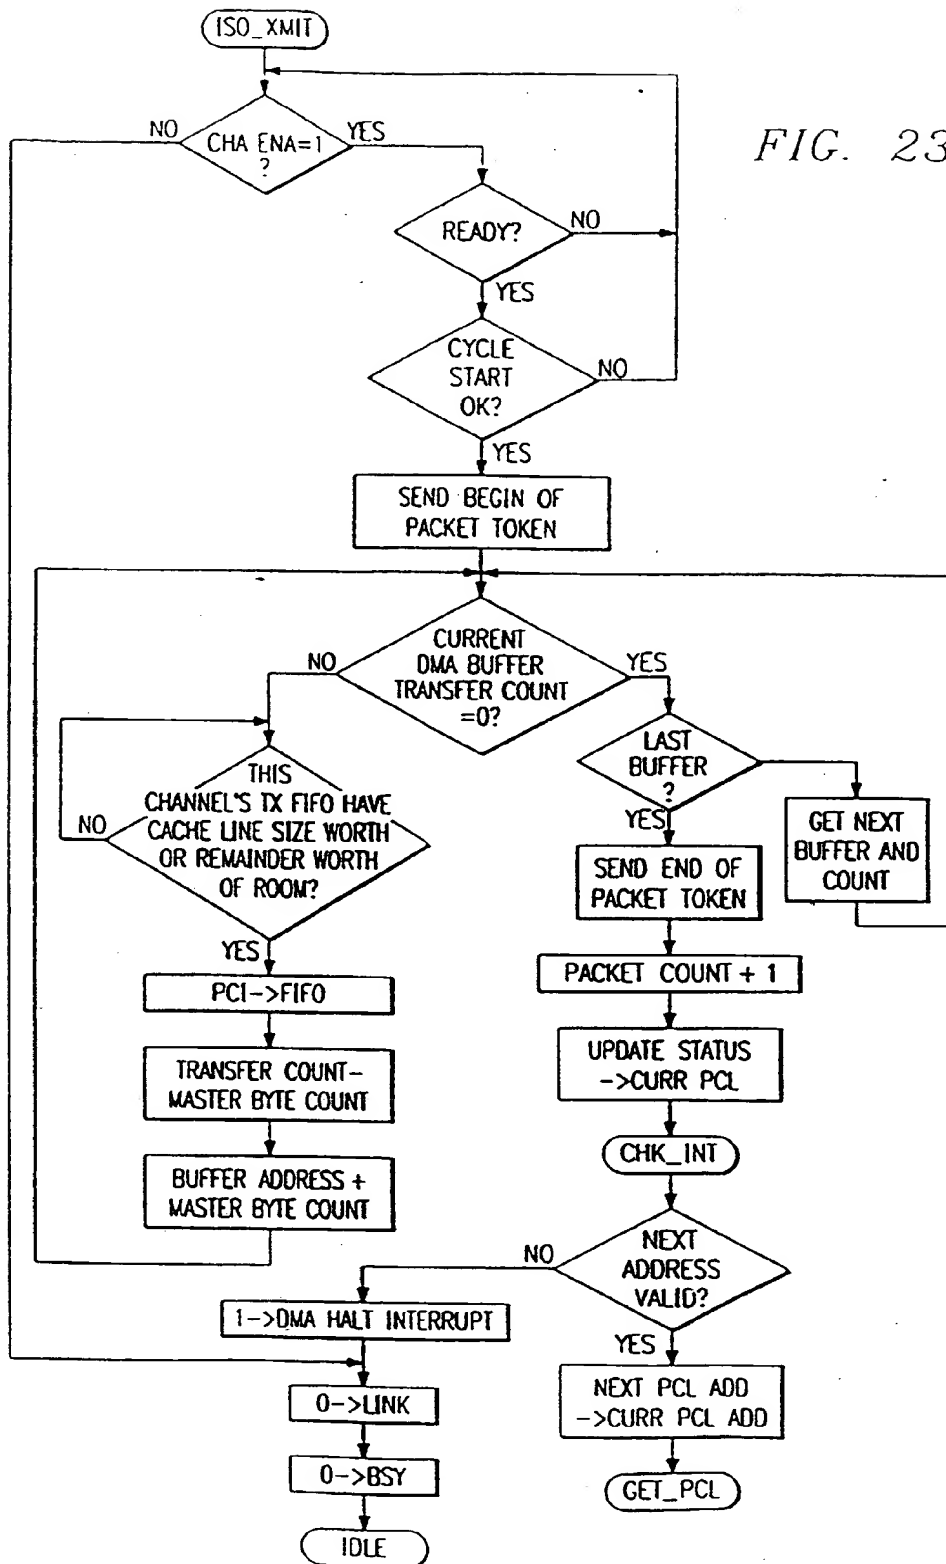 ISO_XMIT
NO
CHA ENA=1
?
YES
FIG. 23
READY?
NO
YES
CYCLE
START
OK?
NO
YES
SEND BEGIN OF
PACKET TOKEN
NO
CURRENT
DMA BUFFER
TRANSFER COUNT
=0?
YES
THIS
CHANNEL'S TX FIFO HAVE
CACHE LINE SIZE WORTH
OR REMAINDER WORTH
OF ROOM?
NO
YES
PCI->FIFO
TRANSFER COUNT-
MASTER BYTE COUNT
BUFFER ADDRESS +
MASTER BYTE COUNT
LAST
BUFFER
?
YES
GET NEXT
BUFFER AND
COUNT
SEND END OF
PACKET TOKEN
PACKET COUNT + 1
UPDATE STATUS
->CURR PCL
CHK_INT
NEXT
ADDRESS
VALID?
NO
1->DMA HALT INTERRUPT
0->LINK
0->BSY
IDLE
YES
NEXT PCL ADD
->CURR PCL ADD
GET_PCL